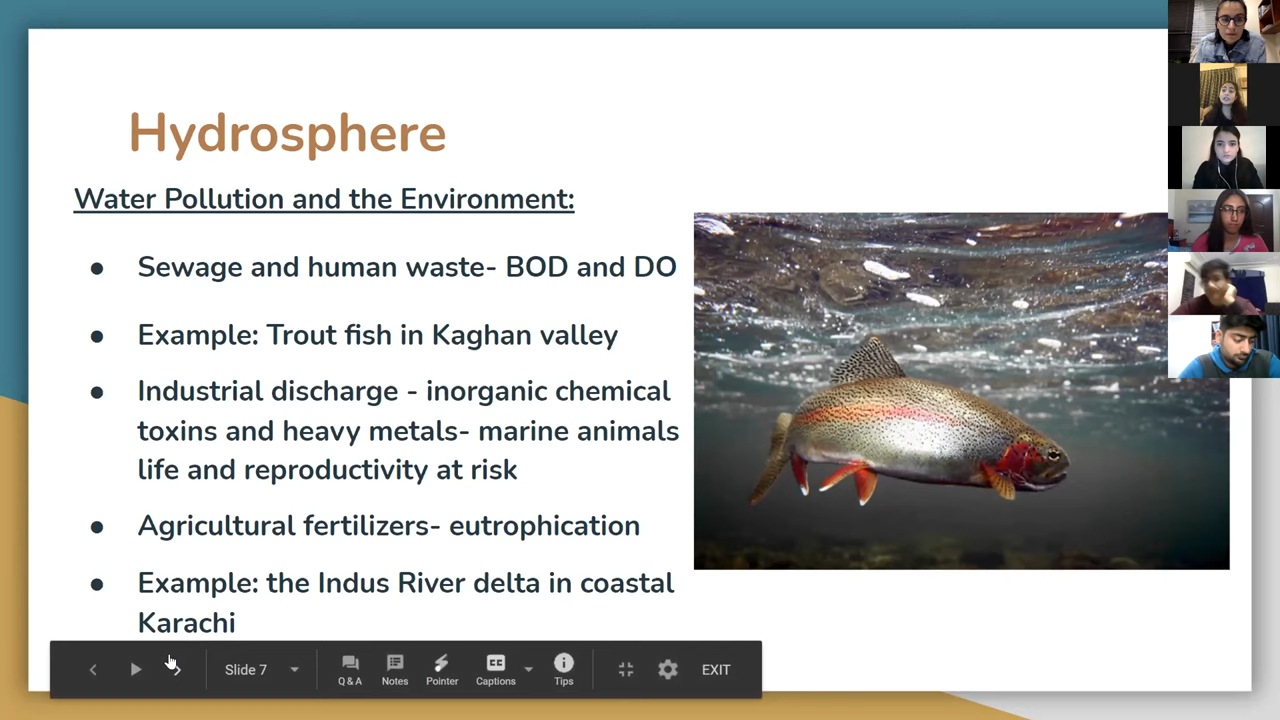 Hydrosphere
Water Pollution and the Environment:
● Sewage and human waste- BOD and DO
● Example: Trout fish in Kaghan valley
● Industrial discharge - inorganic chemical
toxins and heavy metals- marine animals
life and reproductivity at risk
● Agricultural fertilizers- eutrophication
● Example: the Indus River delta in coastal
Karachi
Slide 7
Q & A
Notes
Pointer
CC
Captions
Tips
EXIT